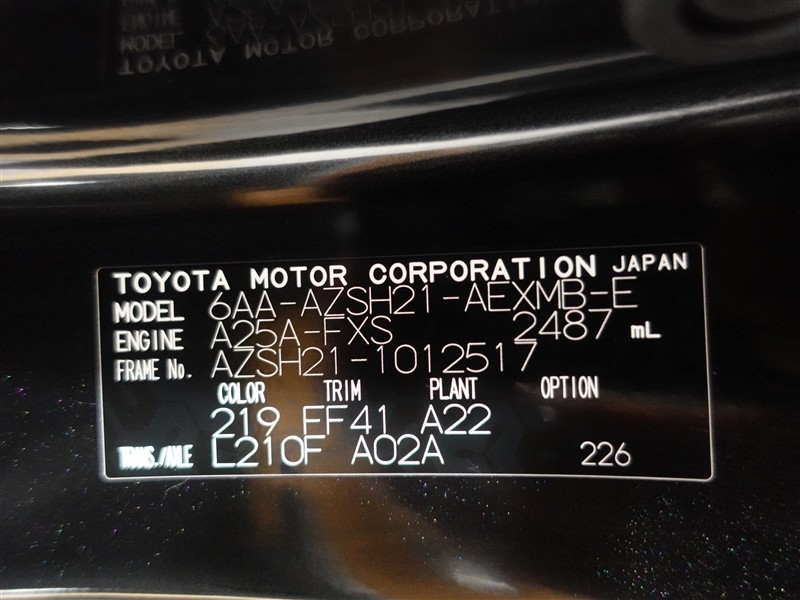 TOYOTA MOTOR CORPORATION JAPAN
MODEL 6AA-AZSH21-AEXMB-E
ENGINE A25A-FXS 2487 mL
FRAME No. AZSH21-1012517
COLOR TRIM PLANT OPTION
219 FF41 A22
TRANS./AXLE L210F A02A 226